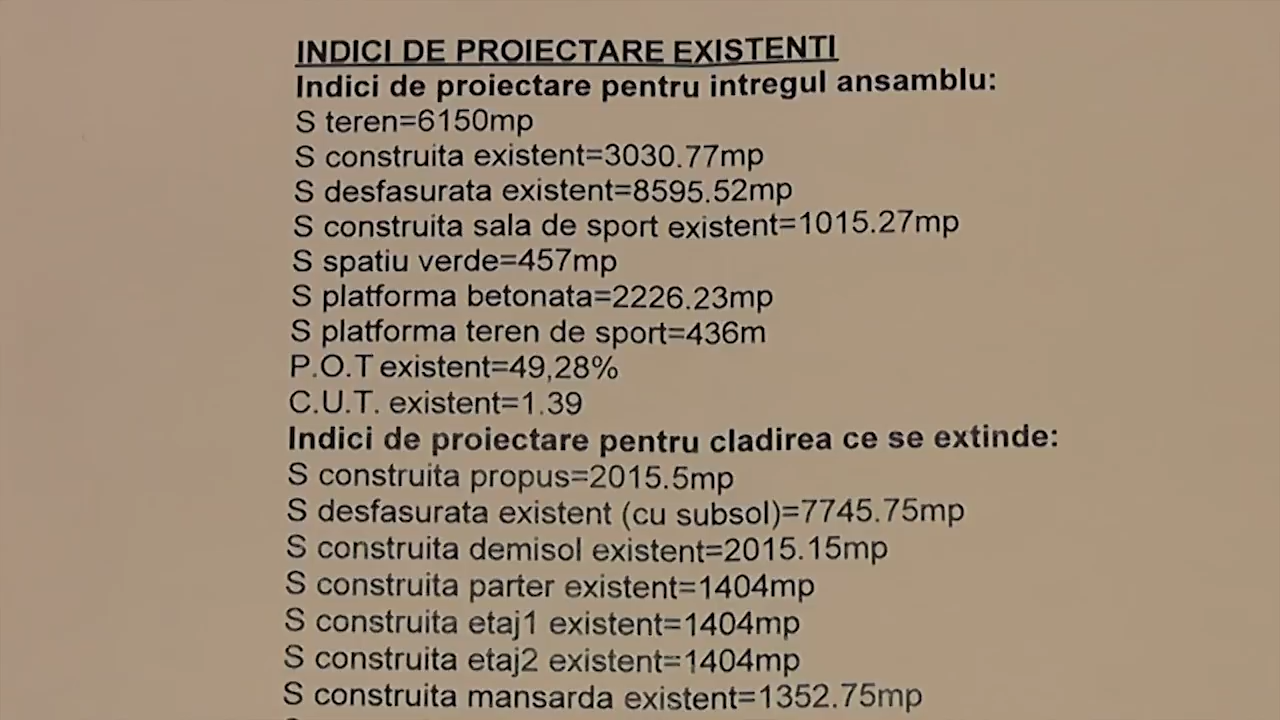 INDICI DE PROIECTARE EXISTENTI
Indici de proiectare pentru intregul ansamblu:
S teren=6150mp
S construita existent=3030.77mp
S desfasurata existent=8595.52mp
S construita sala de sport existent=1015.27mp
S spatiu verde=457mp
S platforma betonata=2226.23mp
S platforma teren de sport=436m
P.O.T existent=49,28%
C.U.T. existent=1.39
Indici de proiectare pentru cladirea ce se extinde:
S construita propus=2015.5mp
S desfasurata existent (cu subsol)=7745.75mp
S construita demisol existent=2015.15mp
S construita parter existent=1404mp
S construita etaj1 existent=1404mp
S construita etaj2 existent=1404mp
S construita mansarda existent=1352.75mp